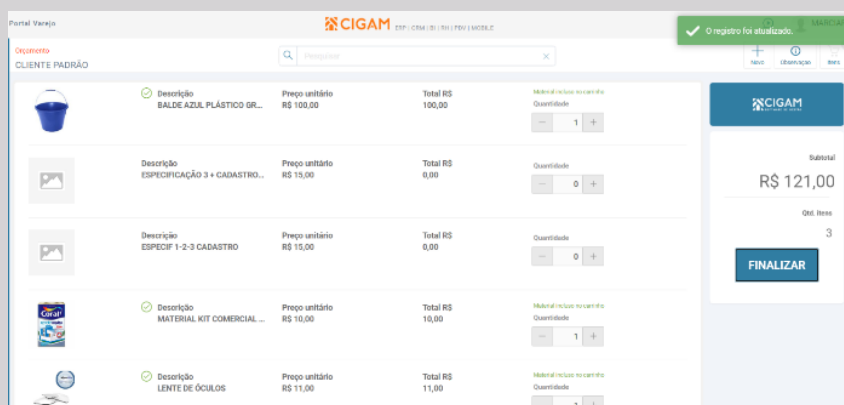 Portal Varejo
CIGAM ERP | CRM | BI | RH | PDV | MOBILE
MARCIA
O registro foi atualizado.
Orçamento
CLIENTE PADRÃO
Pesquisar
Novo
Observação
Itens
Descrição
BALDE AZUL PLÁSTICO GR...
Preço unitário
R$ 100,00
Total R$
100,00
Material incluso no carrinho
Quantidade
1
Descrição
ESPECIFICAÇÃO 3 + CADASTRO...
Preço unitário
R$ 15,00
Total R$
0,00
Quantidade
0
Descrição
ESPECIF 1-2-3 CADASTRO
Preço unitário
R$ 15,00
Total R$
0,00
Quantidade
0
Coral
Descrição
MATERIAL KIT COMERCIAL ...
Preço unitário
R$ 10,00
Total R$
10,00
Material incluso no carrinho
Quantidade
1
Descrição
LENTE DE ÓCULOS
Preço unitário
R$ 11,00
Total R$
11,00
Material incluso no carrinho
Quantidade
1
CIGAM
Subtotal
R$ 121,00
Qtd. Itens
3
FINALIZAR